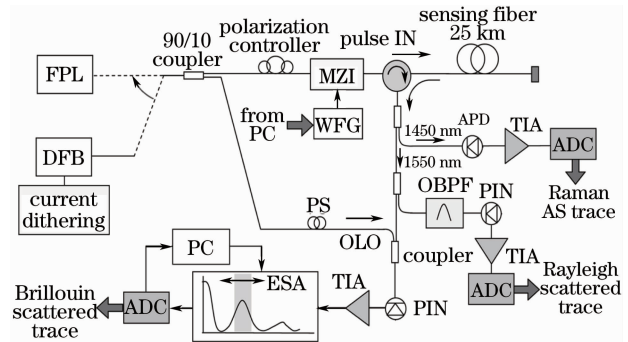 sensing fiber
25 km
polarization
controller
pulse IN
90/10
coupler
FPL
MZI
from
PC
WFG
DFB
current
dithering
1450 nm
APD
TIA
ADC
Raman
AS trace
1550 nm
OBPF
PIN
PS
OLO
TIA
PC
coupler
ADC
Rayleigh
scattered
trace
ESA
TIA
PIN
Brillouin
scattered
trace
ADC